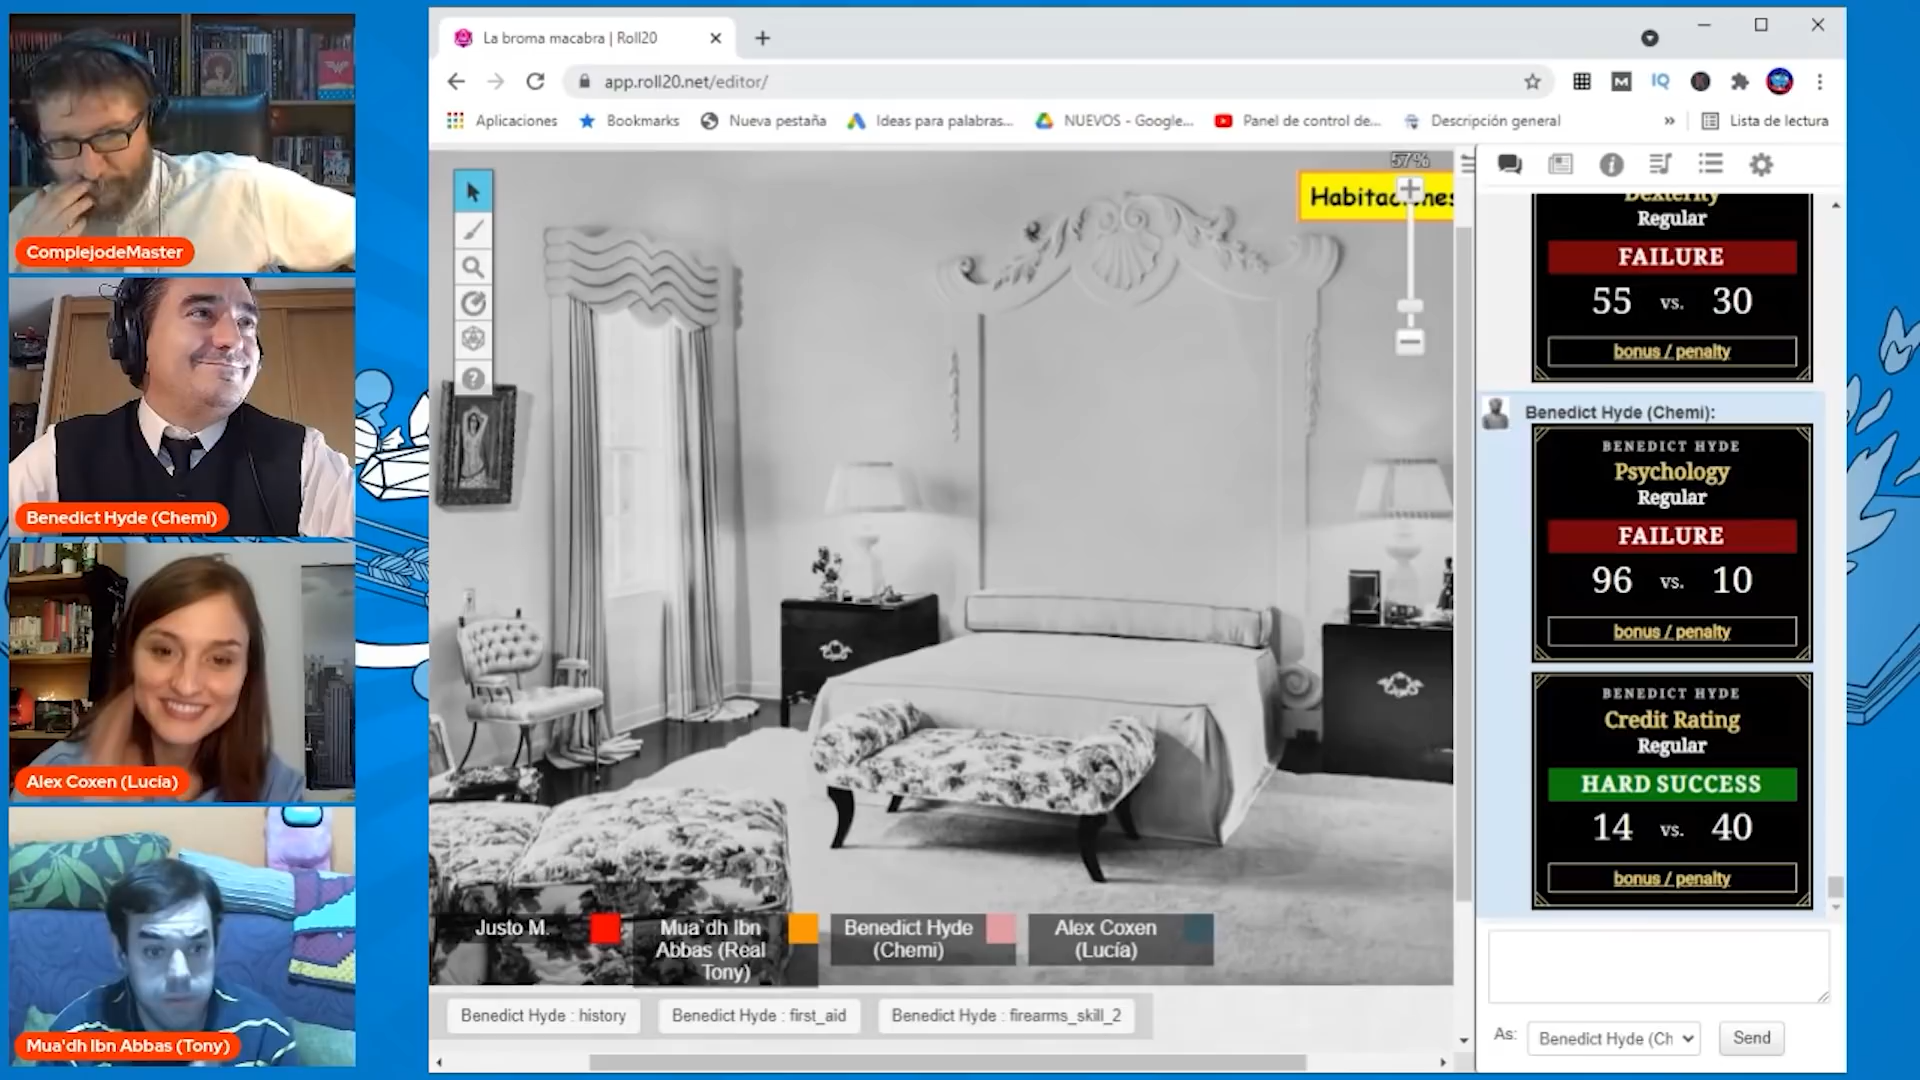 La broma macabra | Roll20
app.roll20.net/editor/
Aplicaciones
Bookmarks
Nueva pestaña
Ideas para palabras...
NUEVOS - Google...
Panel de control de...
Descripción general
»
Lista de lectura
M
IQ
57%
Habitaciones
ComplejodeMaster
Benedict Hyde (Chemi)
Alex Coxen (Lucía)
Mua'dh Ibn Abbas (Tony)
Dexterity
Regular
FAILURE
55 vs. 30
bonus / penalty
Benedict Hyde (Chemi):
BENEDICT HYDE
Psychology
Regular
FAILURE
96 vs. 10
bonus / penalty
BENEDICT HYDE
Credit Rating
Regular
HARD SUCCESS
14 vs. 40
bonus / penalty
Justo M.
Mua`dh Ibn
Abbas (Real
Tony)
Benedict Hyde
(Chemi)
Alex Coxen
(Lucía)
Benedict Hyde : history
Benedict Hyde : first_aid
Benedict Hyde : firearms_skill_2
As:
Benedict Hyde (Ch
Send